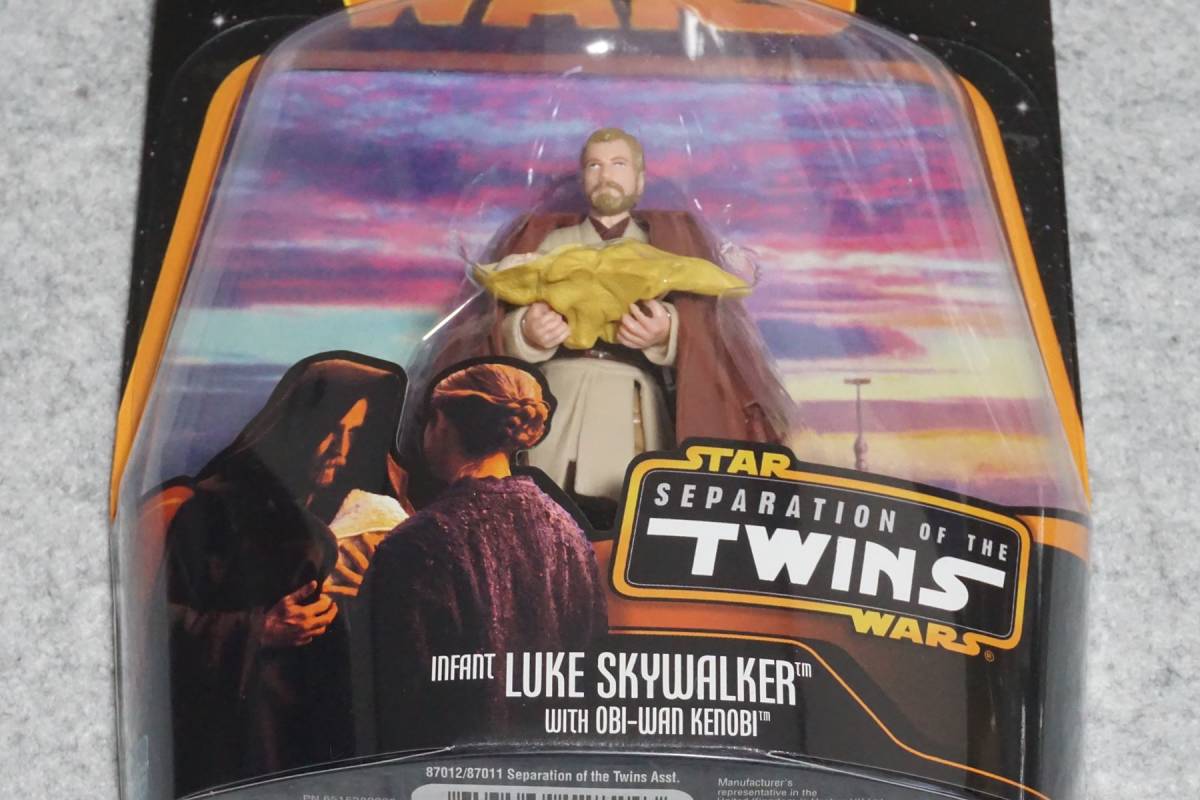 WARS
STAR
SEPARATION OF THE
TWINS
WARS®
INFANT LUKE SKYWALKER™
WITH OBI-WAN KENOBI™
87012/87011 Separation of the Twins Asst.
Manufacturer's
representative in the